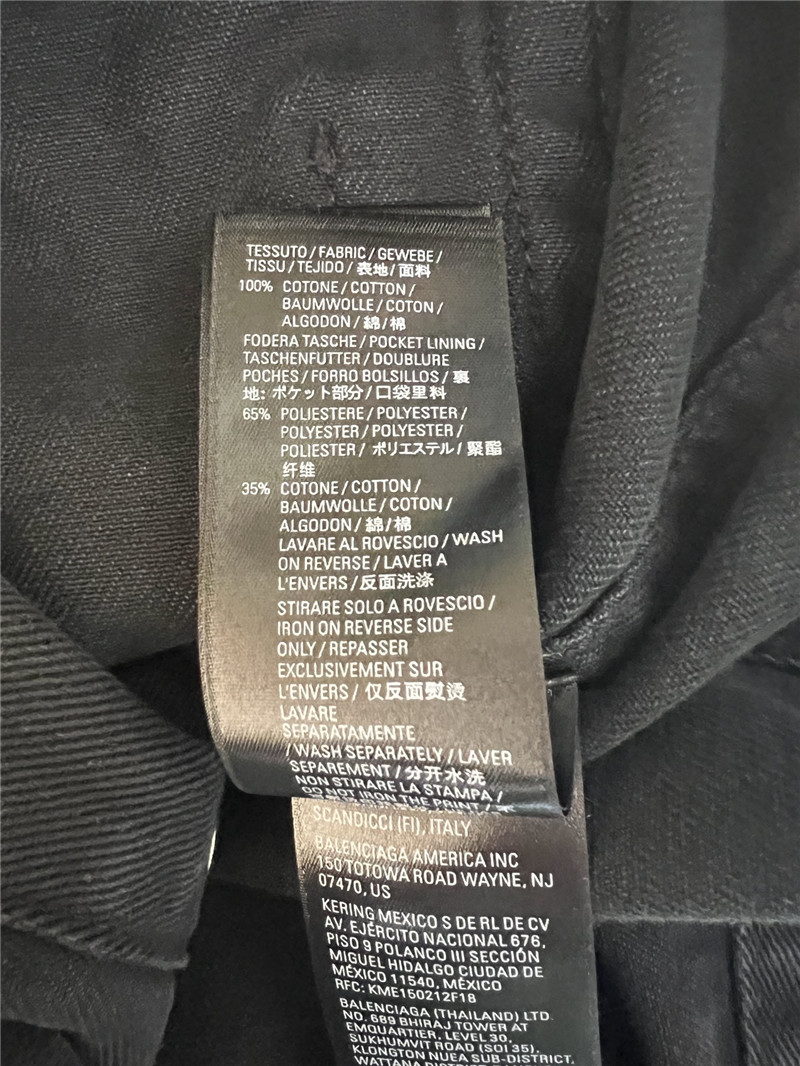 TESSUTO / FABRIC / GEWEBE /
TISSU / TEJIDO / 表地 / 面料
100% COTONE / COTTON /
BAUMWOLLE / COTON /
ALGODON / 綿 / 棉
FODERA TASCHE / POCKET LINING /
TASCHENFUTTER / DOUBLURE
POCHES / FORRO BOLSILLOS / 裏
地: ポケット部分 / 口袋里料
65% POLIESTERE / POLYESTER /
POLYESTER / POLYESTER /
POLIESTER / ポリエステル / 聚酯
纤维
35% COTONE / COTTON /
BAUMWOLLE / COTON /
ALGODON / 綿 / 棉
LAVARE AL ROVESCIO / WASH
ON REVERSE / LAVER A
L'ENVERS / 反面洗涤
STIRARE SOLO A ROVESCIO /
IRON ON REVERSE SIDE
ONLY / REPASSER
EXCLUSIVEMENT SUR
L'ENVERS / 仅反面熨烫
LAVARE
SEPARATAMENTE
/ WASH SEPARATELY / LAVER
SEPAREMENT / 分开水洗
NON STIRARE LA STAMPA /
DO NOT IRON THE PRINT /
SCANDICCI (FI), ITALY
BALENCIAGA AMERICA INC
150 TOTOWA ROAD WAYNE, NJ
07470, US
KERING MEXICO S DE RL DE CV
AV. EJÉRCITO NACIONAL 676,
PISO 9 POLANCO III SECCIÓN
MIGUEL HIDALGO CIUDAD DE
MÉXICO 11540, MÉXICO
RFC: KME150212F18
BALENCIAGA (THAILAND) LTD
NO. 689 BHIRAJ TOWER AT
EMQUARTIER, LEVEL 30,
SUKHUMVIT ROAD (SOI 35),
KLONGTON NUEA SUB-DISTRICT,
WATTANA DISTRICT,